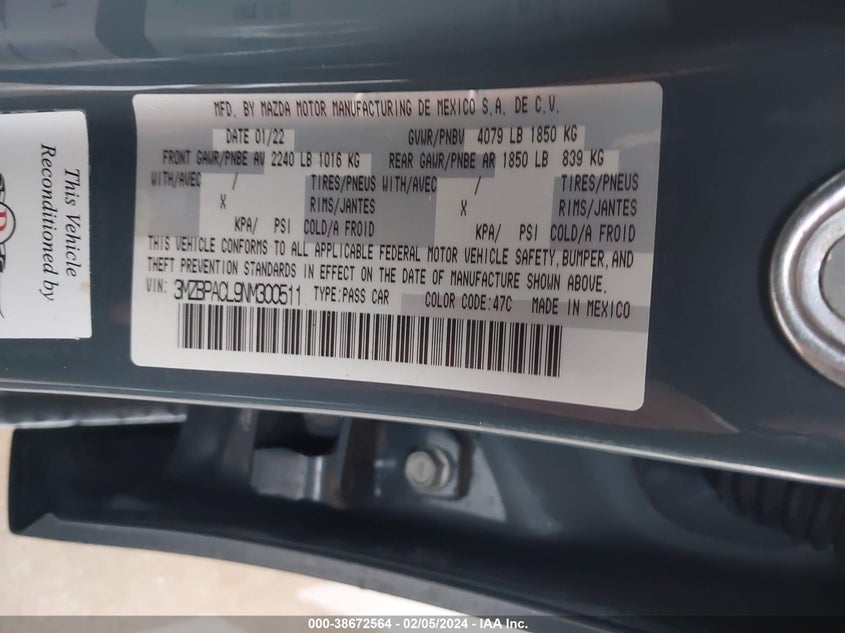 MFD. BY MAZDA MOTOR MANUFACTURING DE MEXICO S.A. DE C.V.
DATE 01/22 GVWR/PNBV 4079 LB 1850 KG
FRONT GAWR/PNBE AV 2240 LB 1016 KG REAR GAWR/PNBE AR 1850 LB 839 KG
WITH/AVEC / TIRES/PNEUS WITH/AVEC / TIRES/PNEUS
X RIMS/JANTES X RIMS/JANTES
KPA/ PSI COLD/A FROID KPA/ PSI COLD/A FROID
THIS VEHICLE CONFORMS TO ALL APPLICABLE FEDERAL MOTOR VEHICLE SAFETY, BUMPER, AND
THEFT PREVENTION STANDARDS IN EFFECT ON THE DATE OF MANUFACTURE SHOWN ABOVE.
VIN: 3MZBPACL9NM300511 TYPE:PASS CAR COLOR CODE:47C MADE IN MEXICO
This Vehicle
Reconditioned by
D
000-38672564 / 02/05/2024 - IAA Inc.